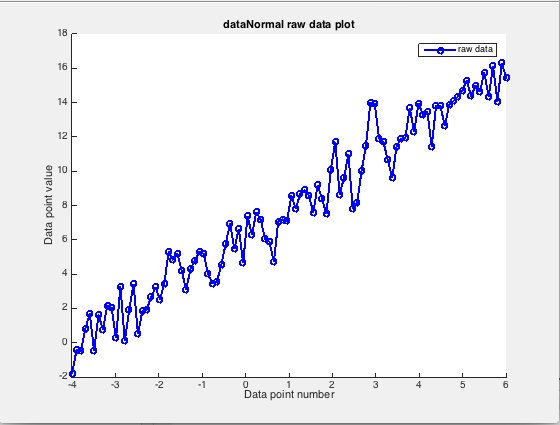 dataNormal raw data plot
raw data
18
16
14
12
10
8
6
4
2
0
-2
Data point value
-4 -3 -2 -1 0 1 2 3 4 5 6
Data point number